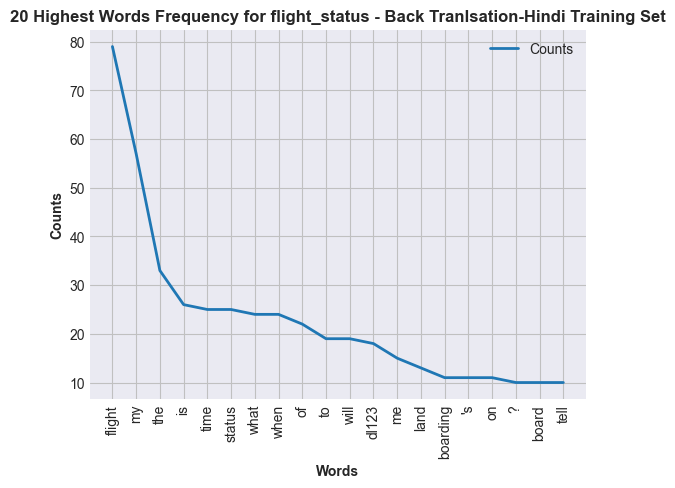 20 Highest Words Frequency for flight_status - Back Tranlsation-Hindi Training Set
Counts
80
70
60
50
40
30
20
10
Counts
flight
my
the
is
time
status
what
when
of
to
will
dl123
me
land
boarding
's
on
?
board
tell
Words